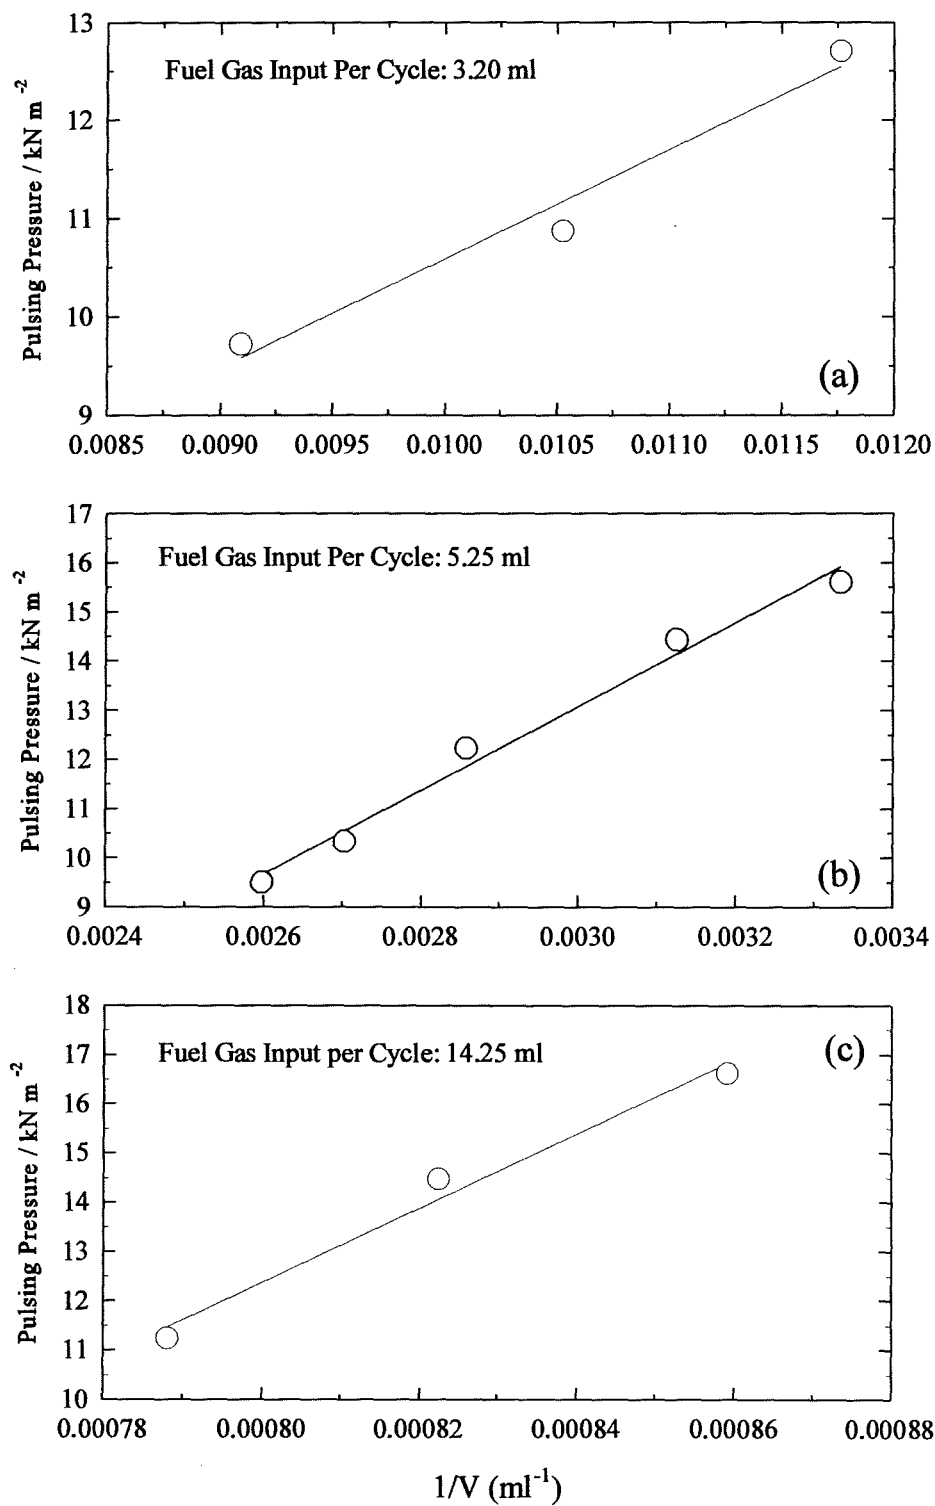 13
12
11
10
9
Pulsing Pressure / kN m⁻²
Fuel Gas Input Per Cycle: 3.20 ml
(a)
0.0085 0.0090 0.0095 0.0100 0.0105 0.0110 0.0115 0.0120
17
16
15
14
13
12
11
10
9
Pulsing Pressure / kN m⁻²
Fuel Gas Input Per Cycle: 5.25 ml
(b)
0.0024 0.0026 0.0028 0.0030 0.0032 0.0034
18
17
16
15
14
13
12
11
10
Pulsing Pressure / kN m⁻²
Fuel Gas Input per Cycle: 14.25 ml
(c)
0.00078 0.00080 0.00082 0.00084 0.00086 0.00088
1/V (ml⁻¹)